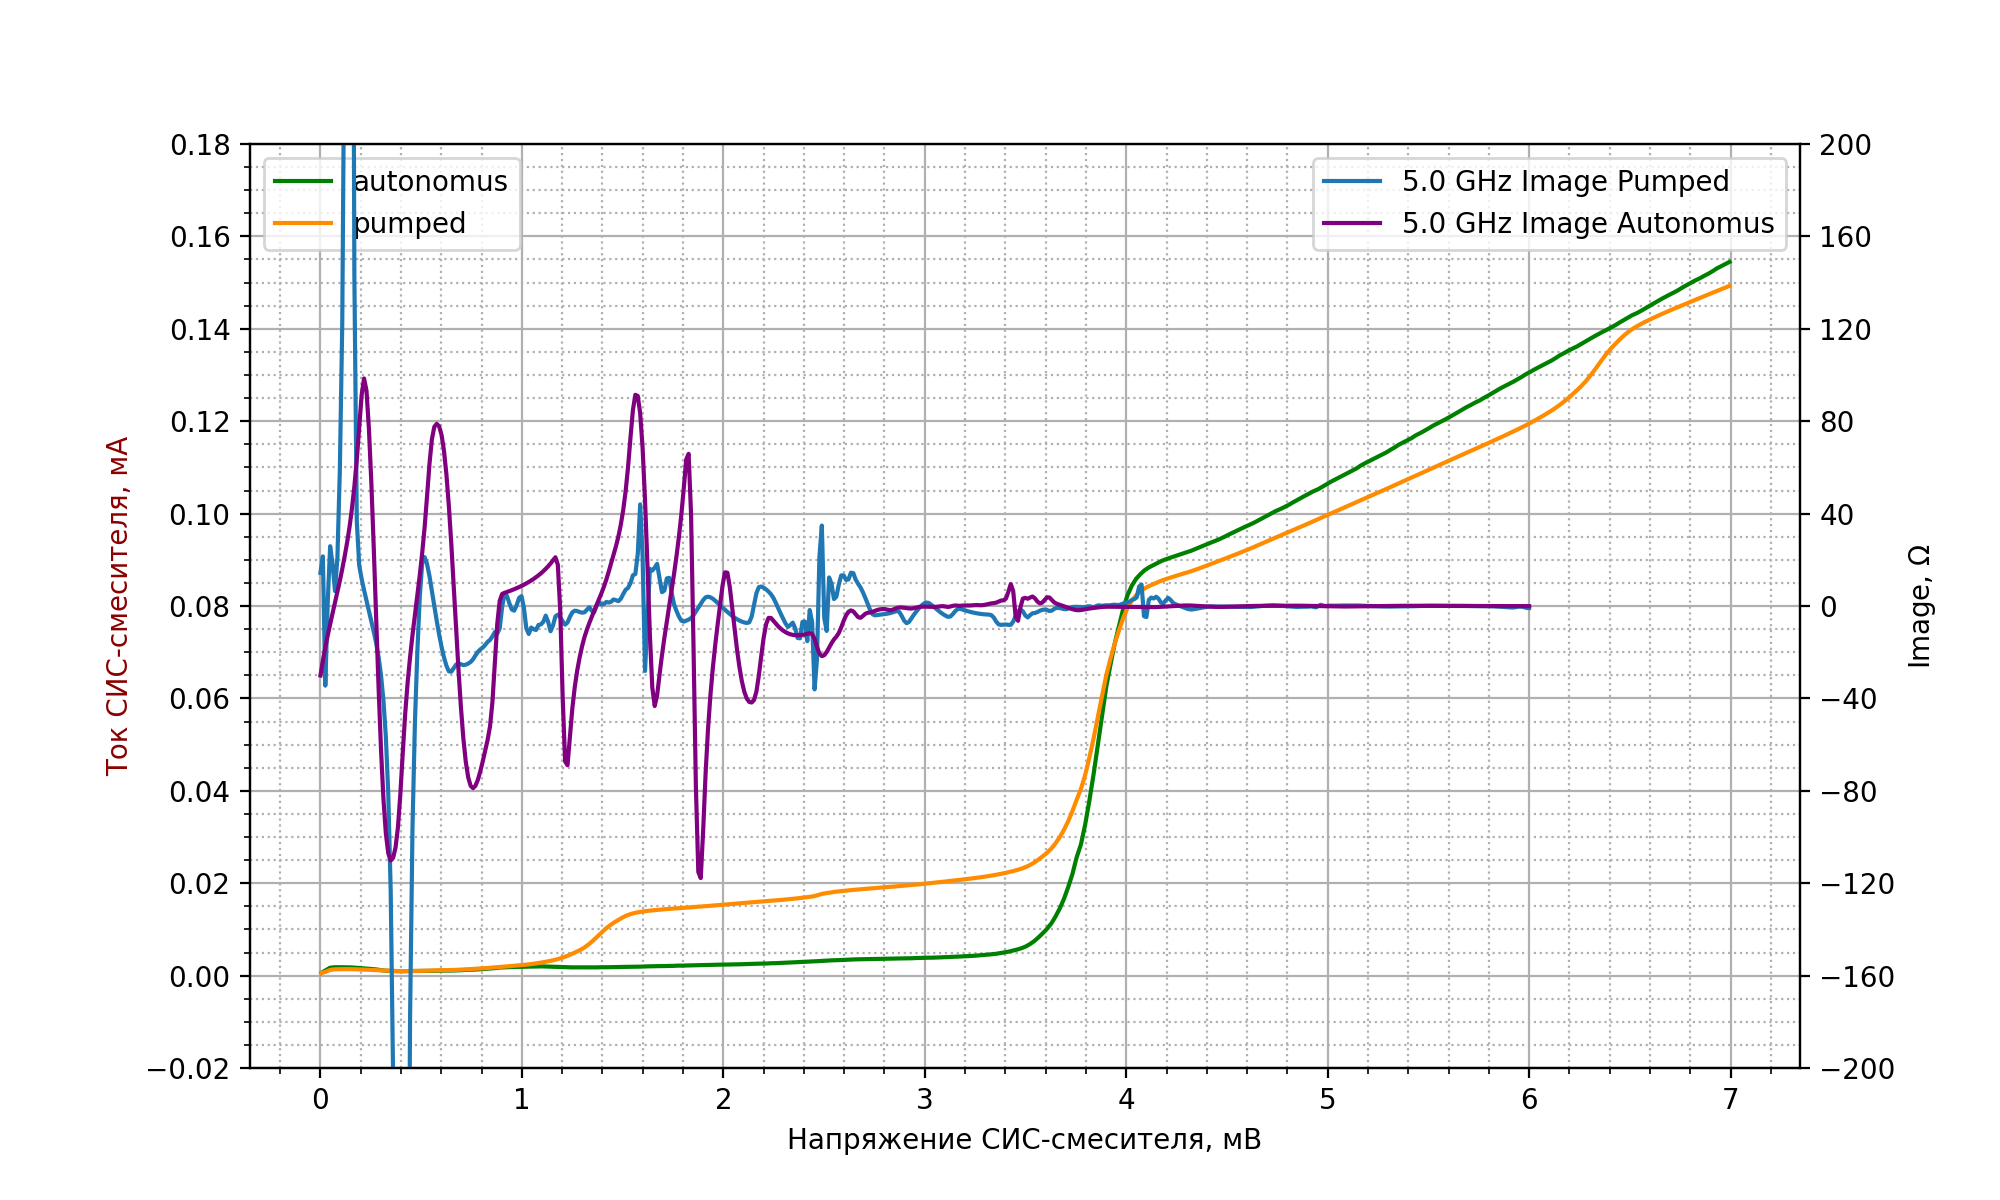 autonomus
pumped
5.0 GHz Image Pumped
5.0 GHz Image Autonomus
0.18
0.16
0.14
0.12
0.10
0.08
0.06
0.04
0.02
0.00
−0.02
Ток СИС-смесителя, мА
200
160
120
80
40
0
−40
−80
−120
−160
−200
Image, Ω
0 1 2 3 4 5 6 7
Напряжение СИС-смесителя, мВ